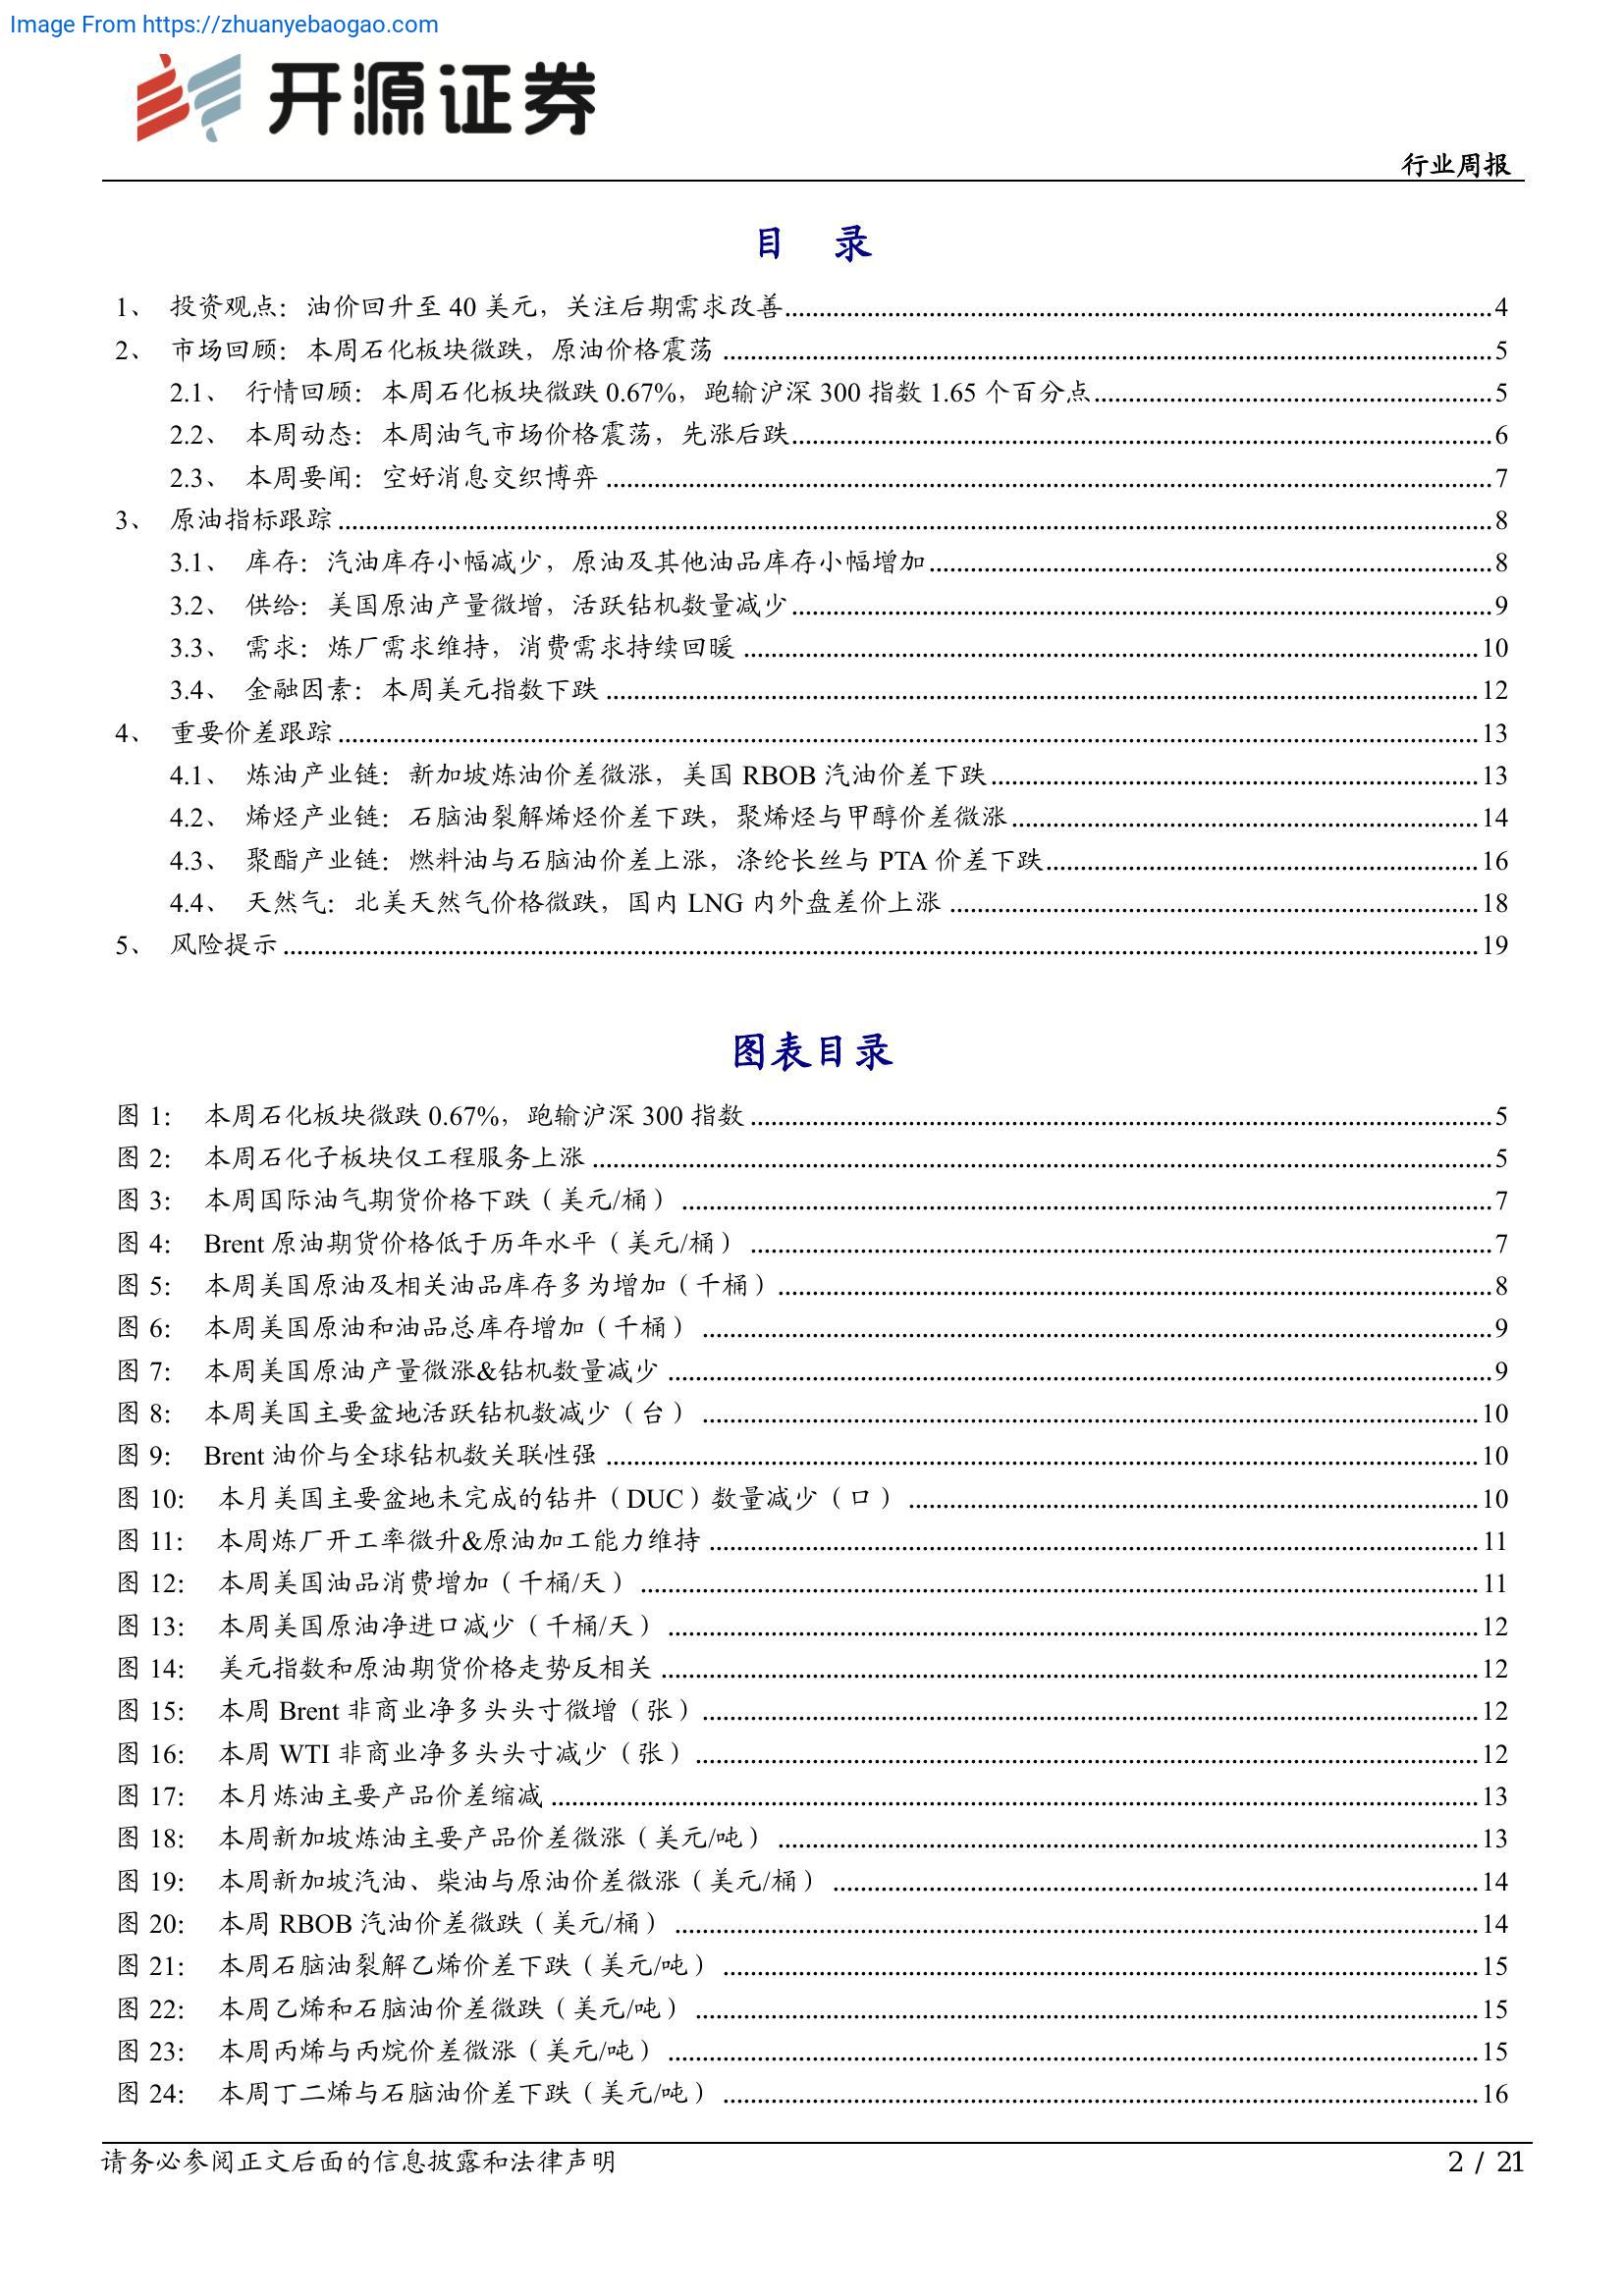 Image From https://zhuanyebaogao.com
开源证券
行业周报
目 录
1、 投资观点：油价回升至 40 美元，关注后期需求改善 4
2、 市场回顾：本周石化板块微跌，原油价格震荡 5
2.1、 行情回顾：本周石化板块微跌 0.67%，跑输沪深 300 指数 1.65 个百分点 5
2.2、 本周动态：本周油气市场价格震荡，先涨后跌 6
2.3、 本周要闻：空好消息交织博弈 7
3、 原油指标跟踪 8
3.1、 库存：汽油库存小幅减少，原油及其他油品库存小幅增加 8
3.2、 供给：美国原油产量微增，活跃钻机数量减少 9
3.3、 需求：炼厂需求维持，消费需求持续回暖 10
3.4、 金融因素：本周美元指数下跌 12
4、 重要价差跟踪 13
4.1、 炼油产业链：新加坡炼油价差微涨，美国 RBOB 汽油价差下跌 13
4.2、 烯烃产业链：石脑油裂解烯烃价差下跌，聚烯烃与甲醇价差微涨 14
4.3、 聚酯产业链：燃料油与石脑油价差上涨，涤纶长丝与 PTA 价差下跌 16
4.4、 天然气：北美天然气价格微跌，国内 LNG 内外盘差价上涨 18
5、 风险提示 19
图表目录
图 1： 本周石化板块微跌 0.67%，跑输沪深 300 指数 5
图 2： 本周石化子板块仅工程服务上涨 5
图 3： 本周国际油气期货价格下跌（美元/桶） 7
图 4： Brent 原油期货价格低于历年水平（美元/桶） 7
图 5： 本周美国原油及相关油品库存多为增加（千桶） 8
图 6： 本周美国原油和油品总库存增加（千桶） 9
图 7： 本周美国原油产量微涨&钻机数量减少 9
图 8： 本周美国主要盆地活跃钻机数减少（台） 10
图 9： Brent 油价与全球钻机数关联性强 10
图 10： 本月美国主要盆地未完成的钻井（DUC）数量减少（口） 10
图 11： 本周炼厂开工率微升&原油加工能力维持 11
图 12： 本周美国油品消费增加（千桶/天） 11
图 13： 本周美国原油净进口减少（千桶/天） 12
图 14： 美元指数和原油期货价格走势反相关 12
图 15： 本周 Brent 非商业净多头头寸微增（张） 12
图 16： 本周 WTI 非商业净多头头寸减少（张） 12
图 17： 本月炼油主要产品价差缩减 13
图 18： 本周新加坡炼油主要产品价差微涨（美元/吨） 13
图 19： 本周新加坡汽油、柴油与原油价差微涨（美元/桶） 14
图 20： 本周 RBOB 汽油价差微跌（美元/桶） 14
图 21： 本周石脑油裂解乙烯价差下跌（美元/吨） 15
图 22： 本周乙烯和石脑油价差微跌（美元/吨） 15
图 23： 本周丙烯与丙烷价差微涨（美元/吨） 15
图 24： 本周丁二烯与石脑油价差下跌（美元/吨） 16
请务必参阅正文后面的信息披露和法律声明 2 / 21